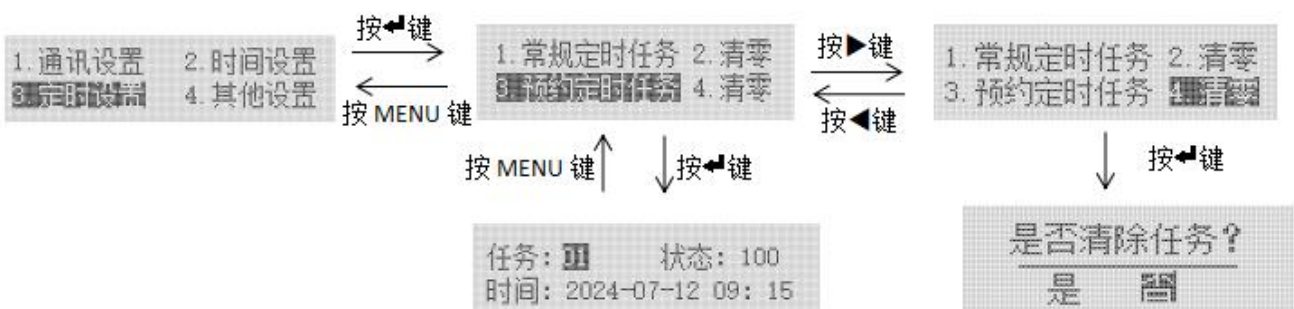 1.通讯设置 2.时间设置
3.定时设置 4.其他设置
按↵键
按 MENU 键
1.常规定时任务 2.清零
3.预约定时任务 4.清零
按▶键
按◀键
1.常规定时任务 2.清零
3.预约定时任务 4.清零
按 MENU 键
按↵键
按↵键
任务：01 状态：100
时间：2024-07-12 09：15
是否清除任务?
是 否